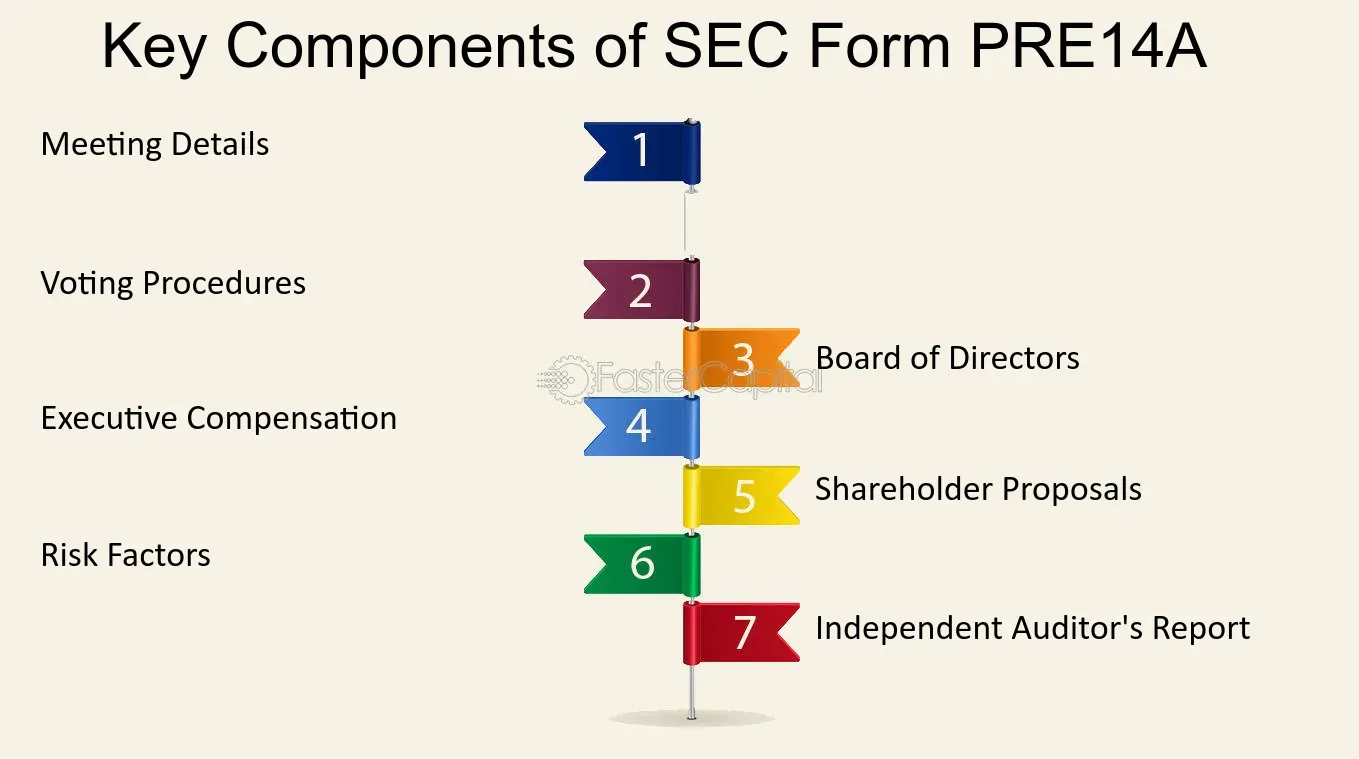 Key Components of SEC Form PRE14A
Meeting Details
1
Voting Procedures
2
3
Board of Directors
FasterCapital
Executive Compensation
4
5
Shareholder Proposals
Risk Factors
6
7
Independent Auditor's Report